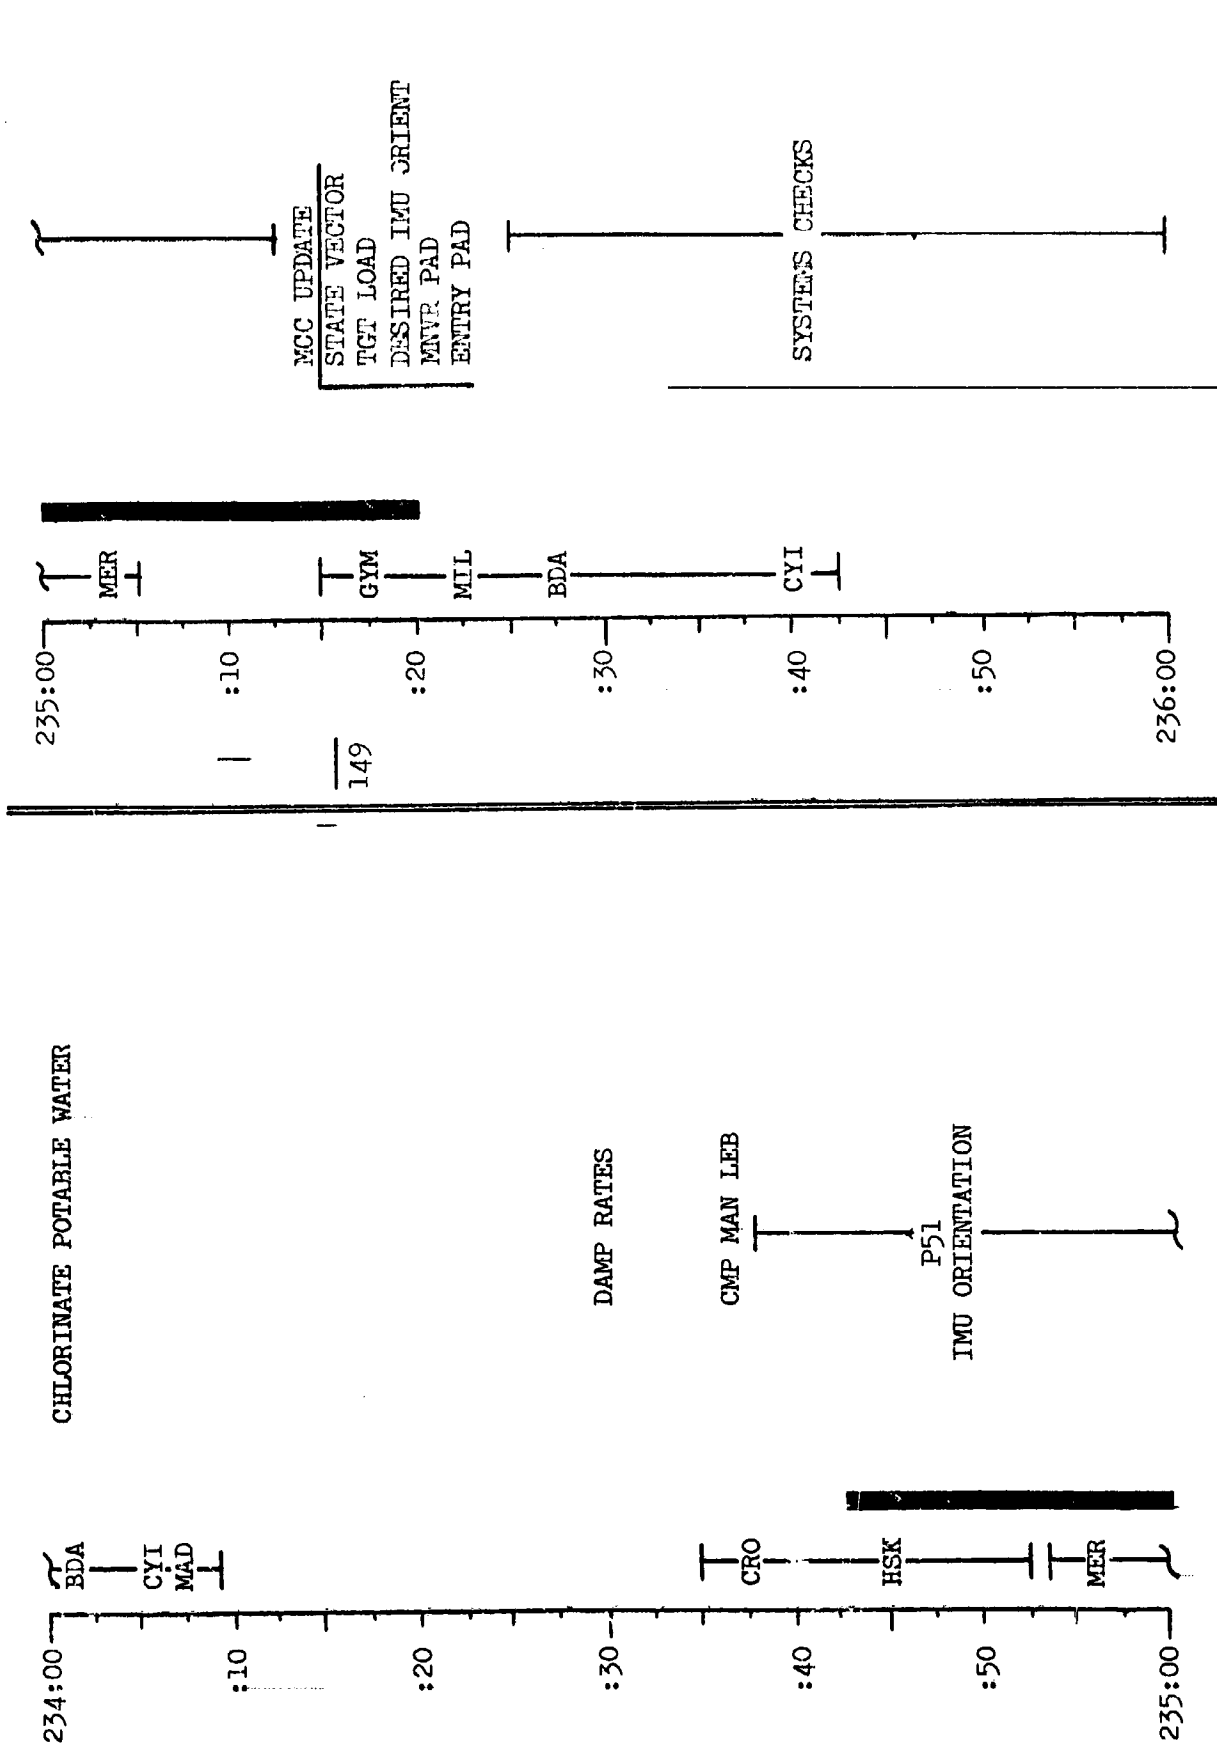 234:00
BDA
CYI
MAD
:10
:20
:30
CRO
:40
HSK
:50
MER
235:00
CHLORINATE POTABLE WATER
DAMP RATES
CMP MAN LEB
P51
IMU ORIENTATION
149
235:00
MER
:10
GYM
:20
MIL
BDA
:30
CYI
:40
:50
236:00
MCC UPDATE
STATE VECTOR
TGT LOAD
DESIRED IMU ORIENT
MNVR PAD
ENTRY PAD
SYSTEMS CHECKS